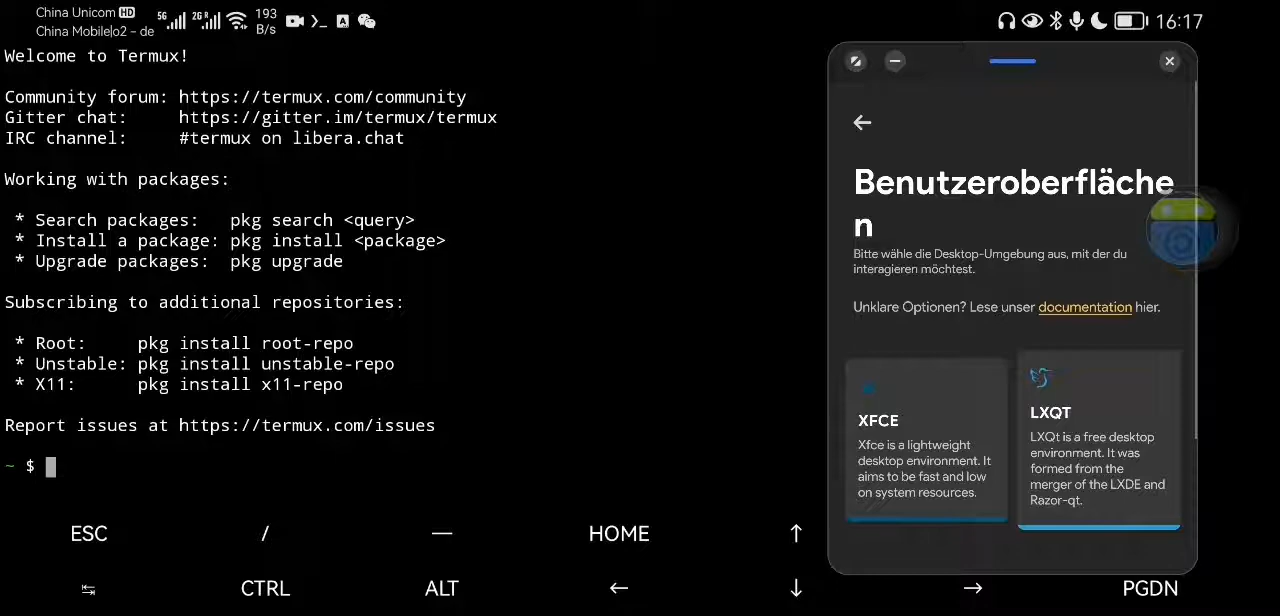 China Unicom HD
China Mobile|o2 – de
5G
2G R
193
B/s
16:17
Welcome to Termux!
Community forum: https://termux.com/community
Gitter chat:     https://gitter.im/termux/termux
IRC channel:     #termux on libera.chat
Working with packages:
* Search packages:   pkg search <query>
* Install a package: pkg install <package>
* Upgrade packages:  pkg upgrade
Subscribing to additional repositories:
* Root:     pkg install root-repo
* Unstable: pkg install unstable-repo
* X11:      pkg install x11-repo
Report issues at https://termux.com/issues
~ $
ESC / — HOME ↑
↹ CTRL ALT ← ↓ → PGDN
Benutzeroberfläche
n
Bitte wähle die Desktop-Umgebung aus, mit der du
interagieren möchtest.
Unklare Optionen? Lese unser documentation hier.
XFCE
Xfce is a lightweight
desktop environment. It
aims to be fast and low
on system resources.
LXQT
LXQt is a free desktop
environment. It was
formed from the
merger of the LXDE and
Razor-qt.